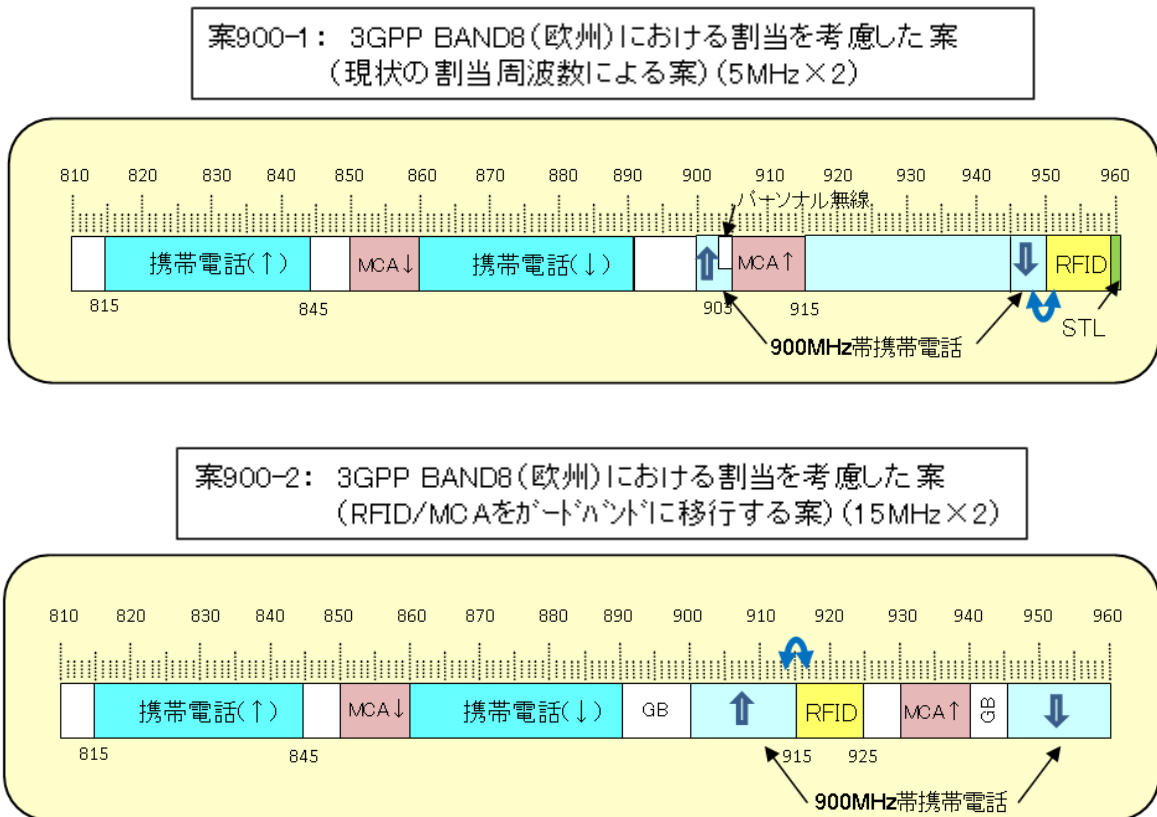 案900-1： 3GPP BAND8(欧州)における割当を考慮した案
(現状の割当周波数による案)(5MHz×2)
810 820 830 840 850 860 870 880 890 900 910 920 930 940 950 960
パーソナル無線
携帯電話(↑) MCA↓ 携帯電話(↓) ⇧ MCA↑ ⇩ RFID
815 845 903 915 STL
900MHz帯携帯電話
案900-2： 3GPP BAND8(欧州)における割当を考慮した案
(RFID/MCAをｶﾞｰﾄﾞﾊﾞﾝﾄﾞに移行する案)(15MHz×2)
810 820 830 840 850 860 870 880 890 900 910 920 930 940 950 960
携帯電話(↑) MCA↓ 携帯電話(↓) GB ⇧ RFID MCA↑ GB ⇩
815 845 915 925
900MHz帯携帯電話